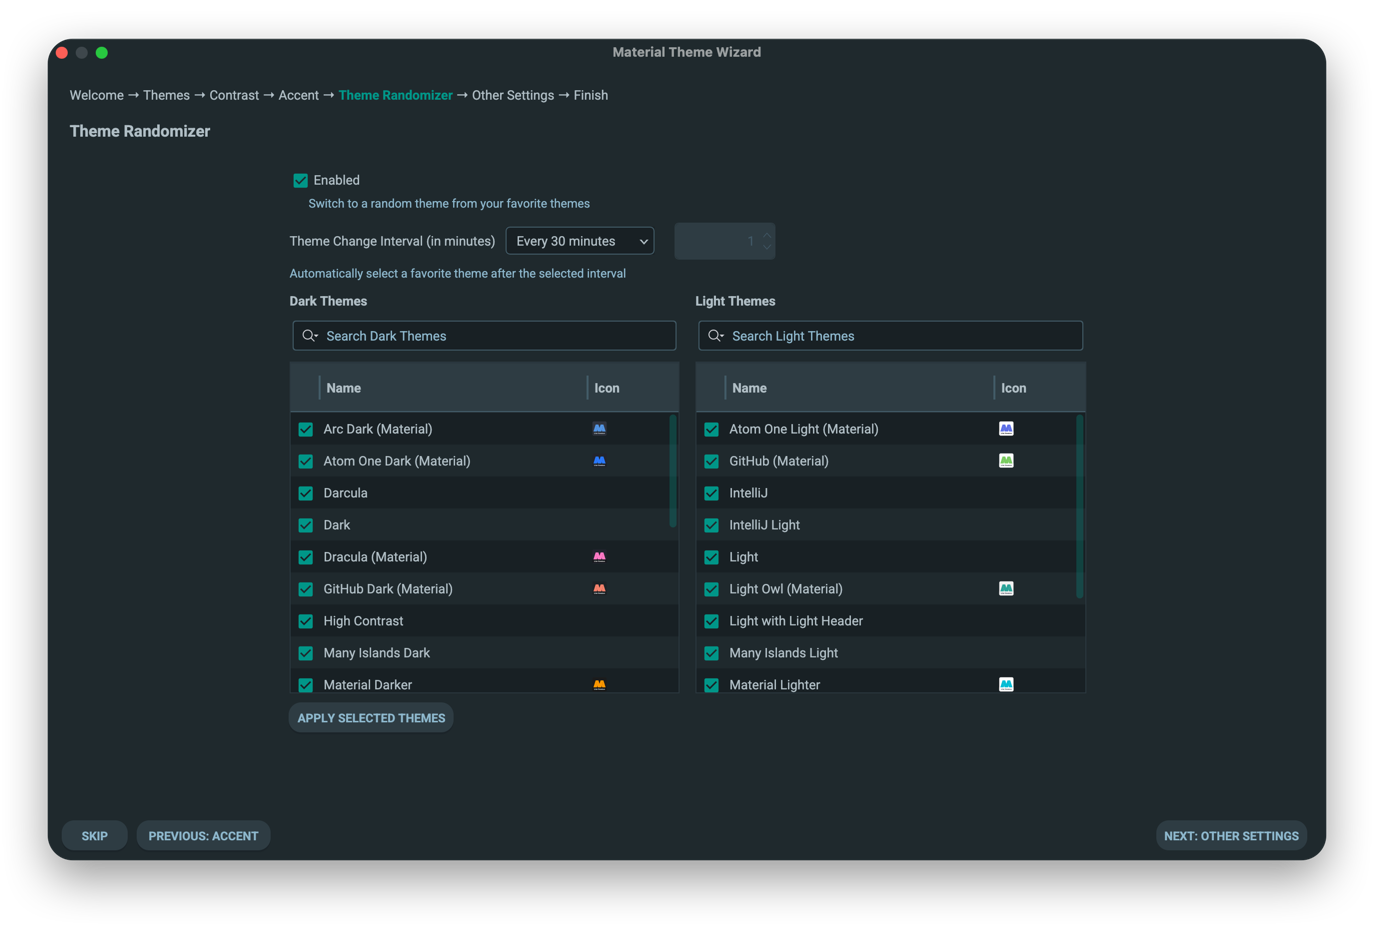 Material Theme Wizard
Welcome → Themes → Contrast → Accent → Theme Randomizer → Other Settings → Finish
Theme Randomizer
Enabled
Switch to a random theme from your favorite themes
Theme Change Interval (in minutes) Every 30 minutes 1
Automatically select a favorite theme after the selected interval
Dark Themes
Search Dark Themes
Name Icon
Arc Dark (Material)
Atom One Dark (Material)
Darcula
Dark
Dracula (Material)
GitHub Dark (Material)
High Contrast
Many Islands Dark
Material Darker
Light Themes
Search Light Themes
Name Icon
Atom One Light (Material)
GitHub (Material)
IntelliJ
IntelliJ Light
Light
Light Owl (Material)
Light with Light Header
Many Islands Light
Material Lighter
APPLY SELECTED THEMES
SKIP PREVIOUS: ACCENT NEXT: OTHER SETTINGS